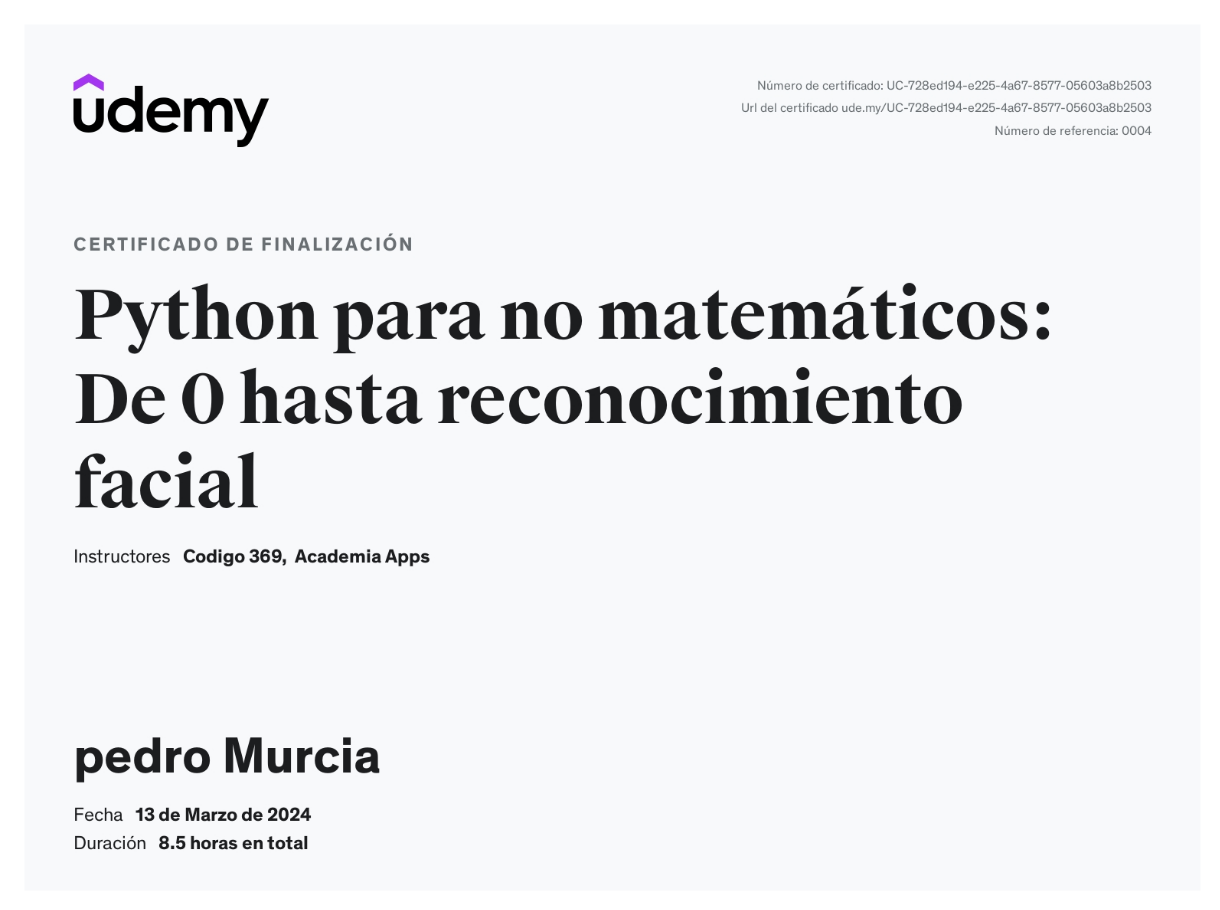 udemy
Número de certificado: UC-728ed194-e225-4a67-8577-05603a8b2503
Url del certificado ude.my/UC-728ed194-e225-4a67-8577-05603a8b2503
Número de referencia: 0004
CERTIFICADO DE FINALIZACIÓN
Python para no matemáticos:
De 0 hasta reconocimiento
facial
Instructores Codigo 369, Academia Apps
pedro Murcia
Fecha 13 de Marzo de 2024
Duración 8.5 horas en total